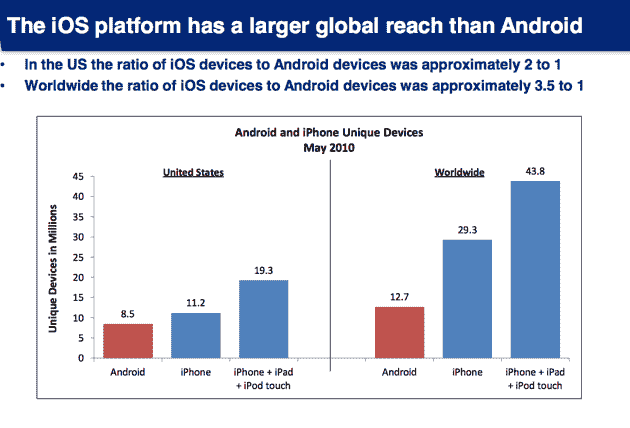 The iOS platform has a larger global reach than Android
• In the US the ratio of iOS devices to Android devices was approximately 2 to 1
• Worldwide the ratio of iOS devices to Android devices was approximately 3.5 to 1
Android and iPhone Unique Devices
May 2010
United States
Worldwide
Unique Devices in Millions
45
40
35
30
25
20
15
10
5
0
8.5
11.2
19.3
12.7
29.3
43.8
Android
iPhone
iPhone + iPad
+ iPod touch
Android
iPhone
iPhone + iPad
+ iPod touch